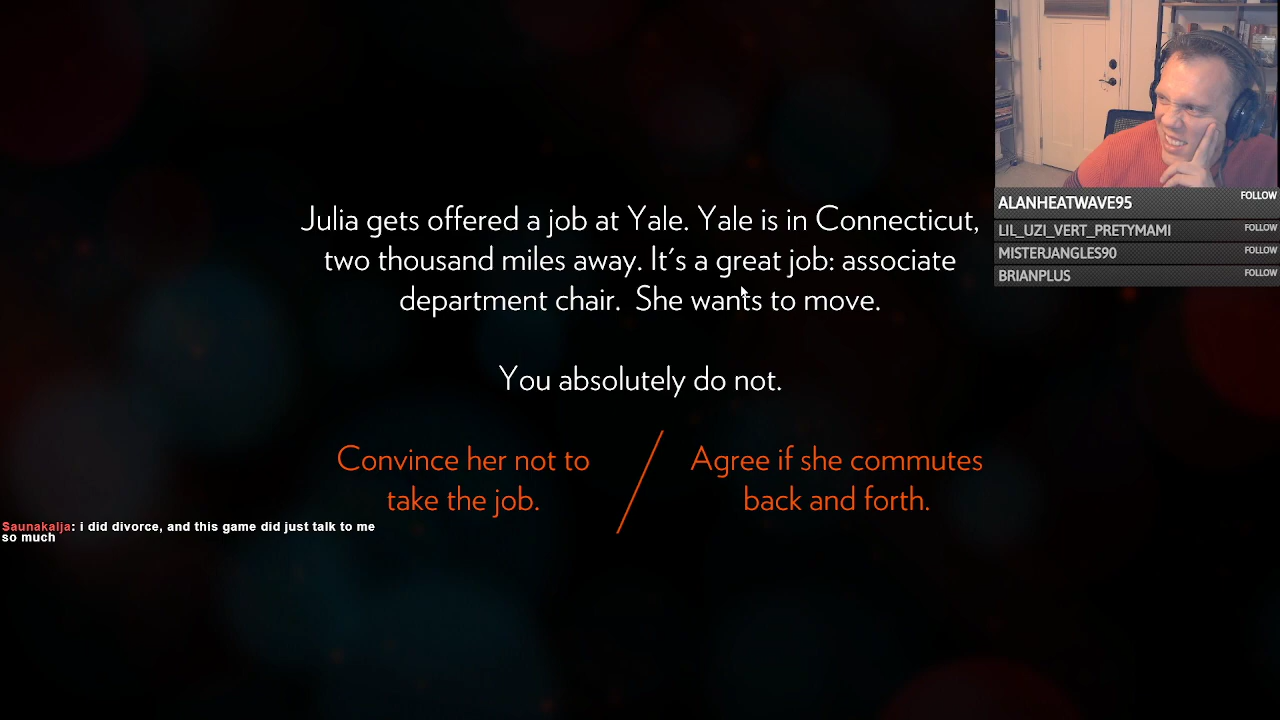 Julia gets offered a job at Yale. Yale is in Connecticut,
two thousand miles away. It's a great job: associate
department chair. She wants to move.
You absolutely do not.
Convince her not to
take the job.
Agree if she commutes
back and forth.
ALANHEATWAVE95 FOLLOW
LIL_UZI_VERT_PRETYMAMI FOLLOW
MISTERJANGLES90 FOLLOW
BRIANPLUS FOLLOW
Saunakalja: i did divorce, and this game did just talk to me
so much